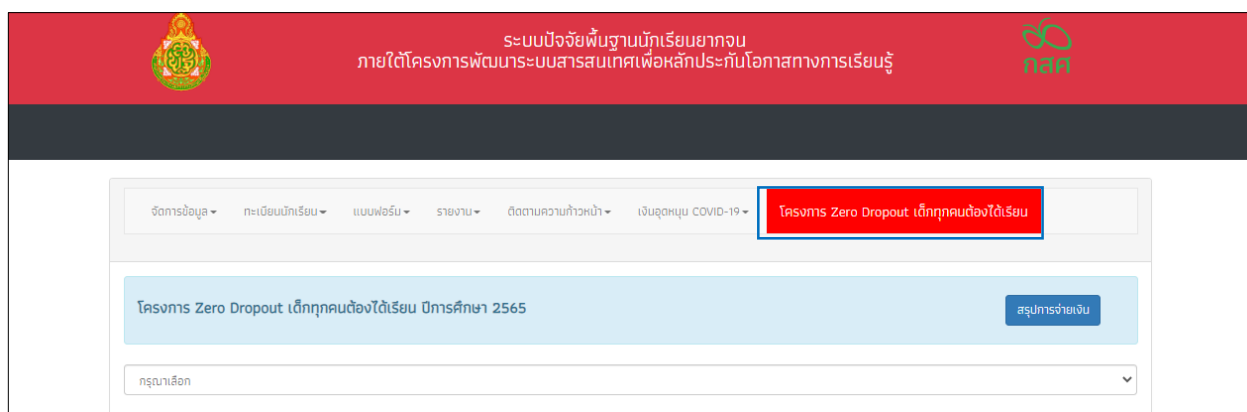 ระบบปัจจัยพื้นฐานนักเรียนยากจน
ภายใต้โครงการพัฒนาระบบสารสนเทศเพื่อหลักประกันโอกาสทางการเรียนรู้
กสศ
จัดการข้อมูล ทะเบียนนักเรียน แบบฟอร์ม รายงาน ติดตามความก้าวหน้า เงินอุดหนุน COVID-19 โครงการ Zero Dropout เด็กทุกคนต้องได้เรียน
โครงการ Zero Dropout เด็กทุกคนต้องได้เรียน ปีการศึกษา 2565 สรุปการจ่ายเงิน
กรุณาเลือก